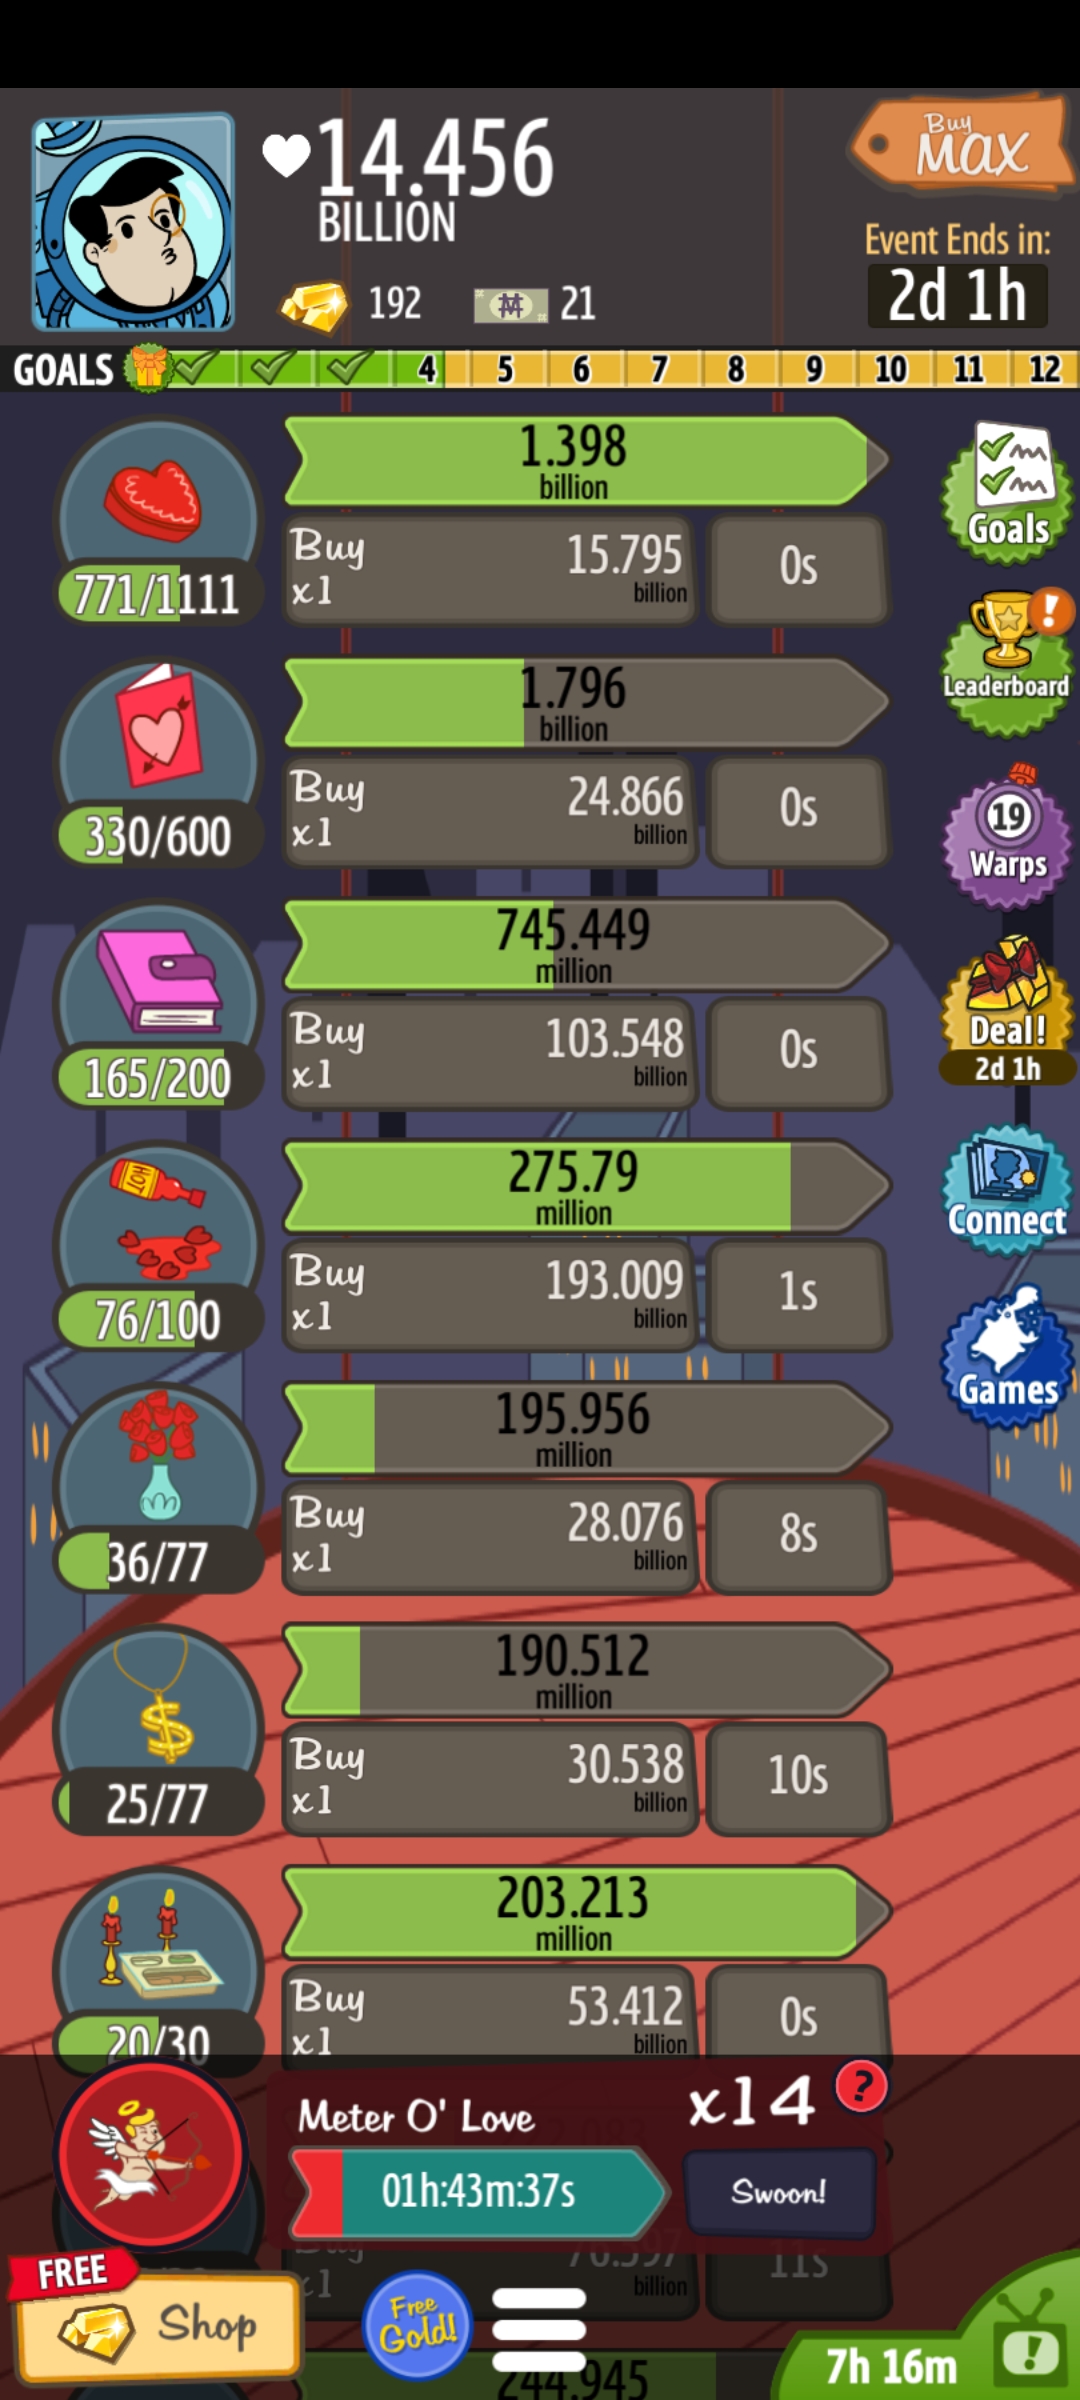 14.456
BILLION
192
21
Buy
MAX
Event Ends in:
2d 1h
GOALS 4 5 6 7 8 9 10 11 12
1.398
billion
Buy
x1
15.795
billion
0s
771/1111
Goals
Leaderboard
1.796
billion
Buy
x1
24.866
billion
0s
330/600
19
Warps
745.449
million
Buy
x1
103.548
billion
0s
165/200
Deal!
2d 1h
HOT
275.79
million
Buy
x1
193.009
billion
1s
76/100
Connect
195.956
million
Buy
x1
28.076
billion
8s
36/77
Games
190.512
million
Buy
x1
30.538
billion
10s
25/77
203.213
million
Buy
x1
53.412
billion
0s
20/30
Meter O' Love
x14
?
01h:43m:37s
Swoon!
Buy
x1
76.397
billion
11s
FREE
Shop
Free
Gold!
7h 16m
244.945